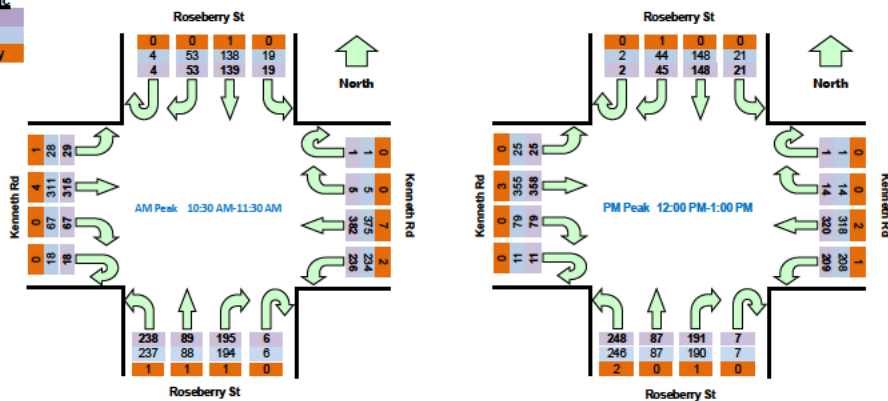 Roseberry St
0 0 1 0
4 53 138 19
4 53 139 19
North
Kenneth Rd
1 28 29
4 311 315
0 67 67
0 18 18
AM Peak 10:30 AM-11:30 AM
1 1 0
5 5 0
382 375 7
236 234 2
Kenneth Rd
238 89 195 6
237 88 194 6
1 1 1 0
Roseberry St
Roseberry St
0 1 0 0
2 44 148 21
2 45 148 21
North
Kenneth Rd
0 25 25
3 355 358
0 79 79
0 11 11
PM Peak 12:00 PM-1:00 PM
1 1 0
14 14 0
320 318 2
209 208 1
Kenneth Rd
248 87 191 7
246 87 190 7
2 0 1 0
Roseberry St